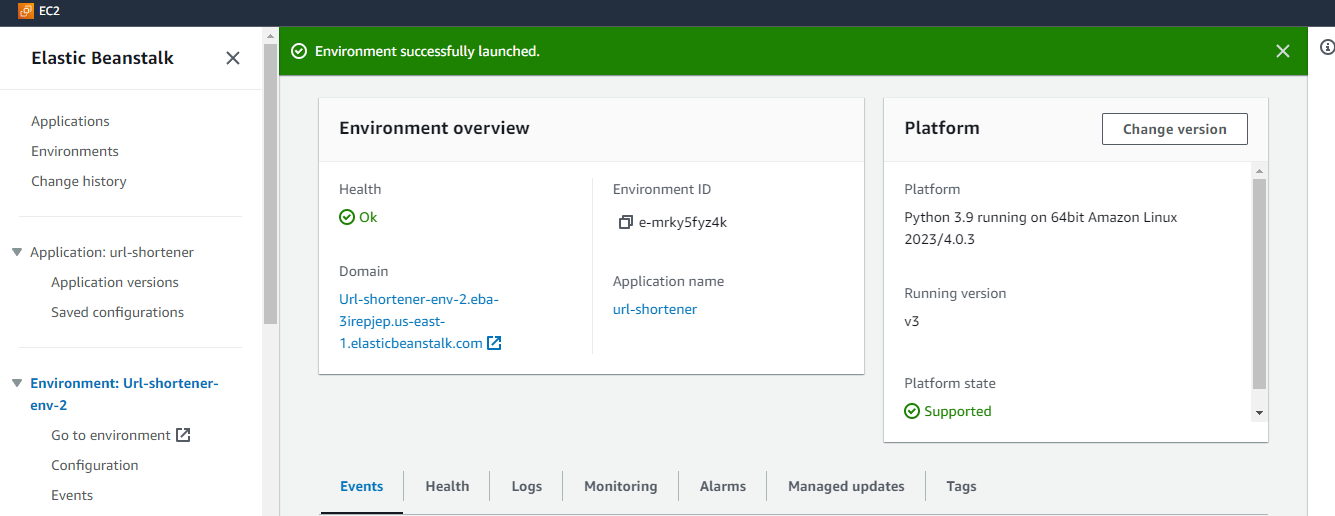 EC2
Elastic Beanstalk
Applications
Environments
Change history
Application: url-shortener
Application versions
Saved configurations
Environment: Url-shortener-
env-2
Go to environment
Configuration
Events
Environment successfully launched.
Environment overview
Health
Ok
Domain
Url-shortener-env-2.eba-
3irepjep.us-east-
1.elasticbeanstalk.com
Environment ID
e-mrky5fyz4k
Application name
url-shortener
Platform
Change version
Platform
Python 3.9 running on 64bit Amazon Linux
2023/4.0.3
Running version
v3
Platform state
Supported
Events
Health
Logs
Monitoring
Alarms
Managed updates
Tags